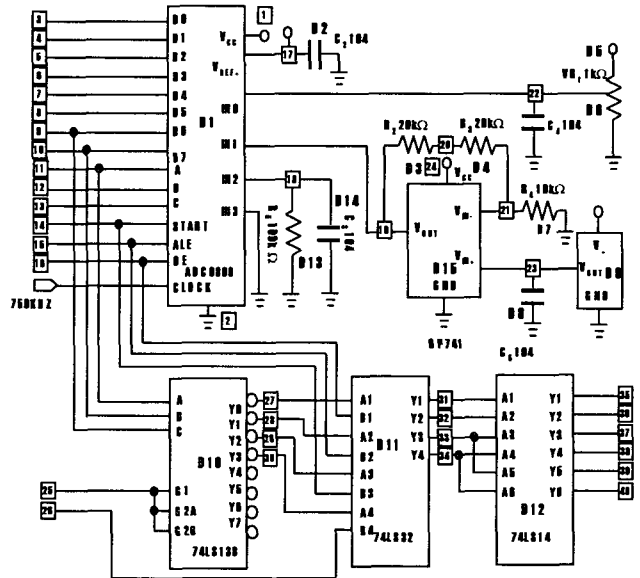 3
4
5
6
7
8
9
10
11
12
13
14
15
16
750KHZ
D0
D1
D2
D3
D4
D5
D6
D7
A
B
C
START
ALE
OE
CLOCK
ADC0808
D1
VCC
VREF+
IN0
IN1
IN2
IN3
1
2
17
D2
C2 104
18
D14
D13
22
C4 104
D5
VR1 1kΩ
D6
R2 20kΩ
20
R3 20kΩ
D3
24
VCC
D4
19
VOUT
VIN-
VIN+
D15
GND
OP741
21
R4 10kΩ
D7
23
D8
C5 104
VOUT
GND
D9
A
B
C
D10
G1
G2A
G2B
Y0
Y1
Y2
Y3
Y4
Y5
Y6
Y7
74LS138
25
26
27
28
29
30
A1
B1
A2
B2
A3
B3
A4
B4
D11
Y1
Y2
Y3
Y4
74LS32
31
32
33
34
A1
A2
A3
A4
A5
A6
D12
Y1
Y2
Y3
Y4
Y5
Y6
74LS14
35
36
37
38
39
40